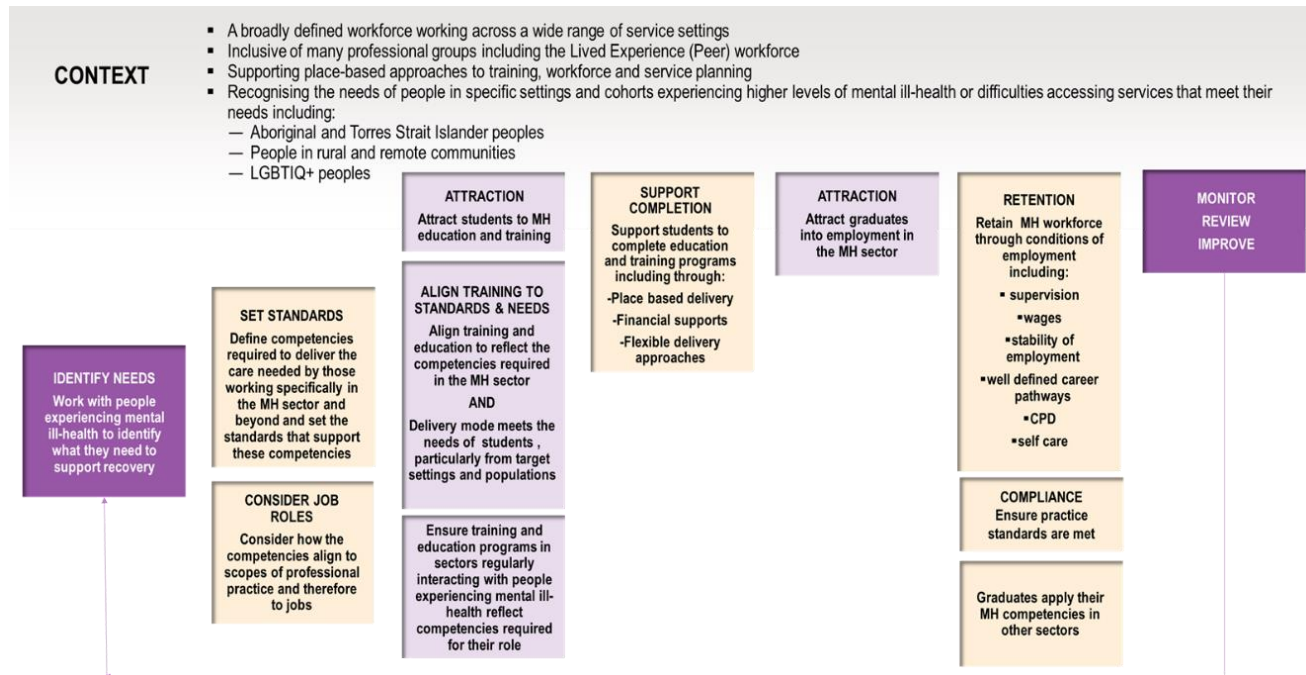 CONTEXT
▪ A broadly defined workforce working across a wide range of service settings
▪ Inclusive of many professional groups including the Lived Experience (Peer) workforce
▪ Supporting place-based approaches to training, workforce and service planning
▪ Recognising the needs of people in specific settings and cohorts experiencing higher levels of mental ill-health or difficulties accessing services that meet their
needs including:
— Aboriginal and Torres Strait Islander peoples
— People in rural and remote communities
— LGBTIQ+ peoples
IDENTIFY NEEDS
Work with people
experiencing mental
ill-health to identify
what they need to
support recovery
SET STANDARDS
Define competencies
required to deliver the
care needed by those
working specifically in
the MH sector and
beyond and set the
standards that support
these competencies
CONSIDER JOB
ROLES
Consider how the
competencies align to
scopes of professional
practice and therefore
to jobs
ATTRACTION
Attract students to MH
education and training
ALIGN TRAINING TO
STANDARDS & NEEDS
Align training and
education to reflect the
competencies required
in the MH sector
AND
Delivery mode meets the
needs of students ,
particularly from target
settings and populations
Ensure training and
education programs in
sectors regularly
interacting with people
experiencing mental ill-
health reflect
competencies required
for their role
SUPPORT
COMPLETION
Support students to
complete education
and training programs
including through:
-Place based delivery
-Financial supports
-Flexible delivery
approaches
ATTRACTION
Attract graduates
into employment in
the MH sector
RETENTION
Retain MH workforce
through conditions of
employment
including:
▪ supervision
▪wages
▪stability of
employment
▪well defined career
pathways
▪CPD
▪self care
COMPLIANCE
Ensure practice
standards are met
Graduates apply their
MH competencies in
other sectors
MONITOR
REVIEW
IMPROVE